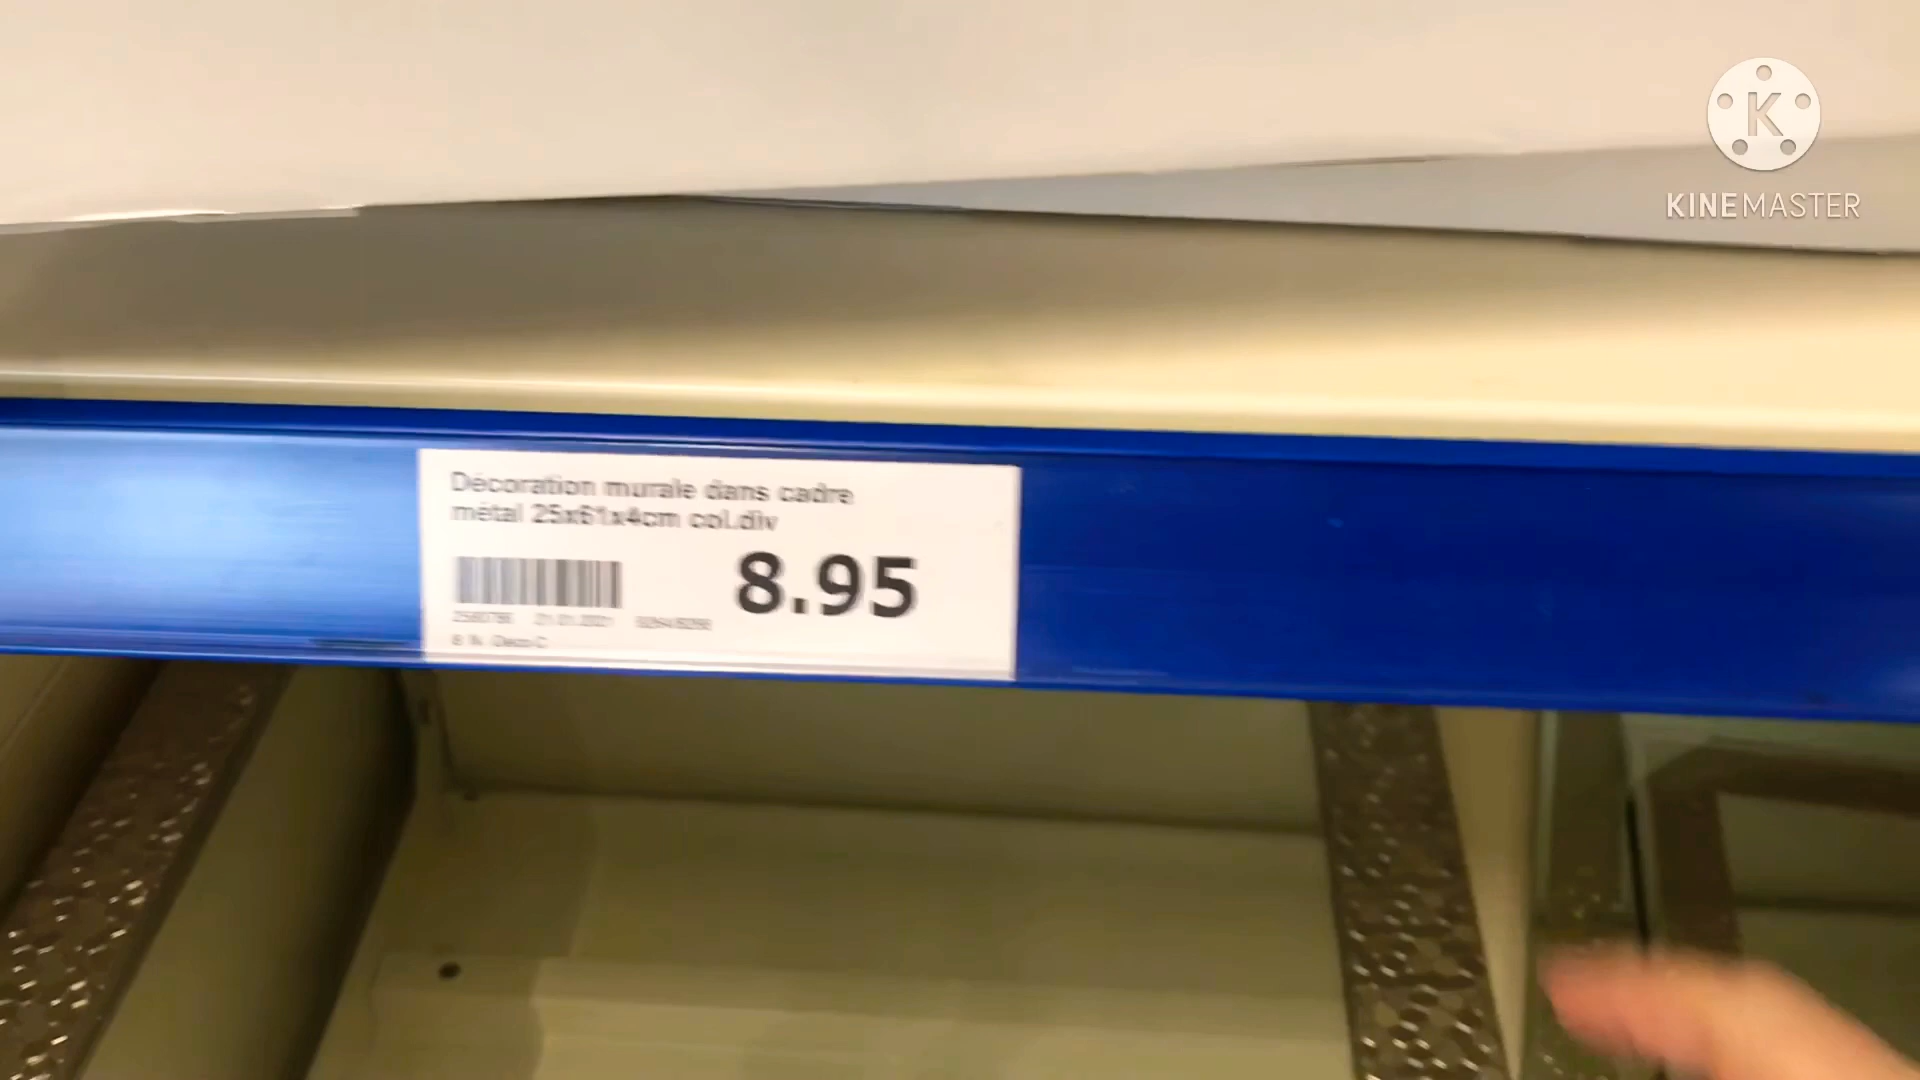 K
KINEMASTER
Décoration murale dans cadre
métal 25x61x4cm col.div
8.95